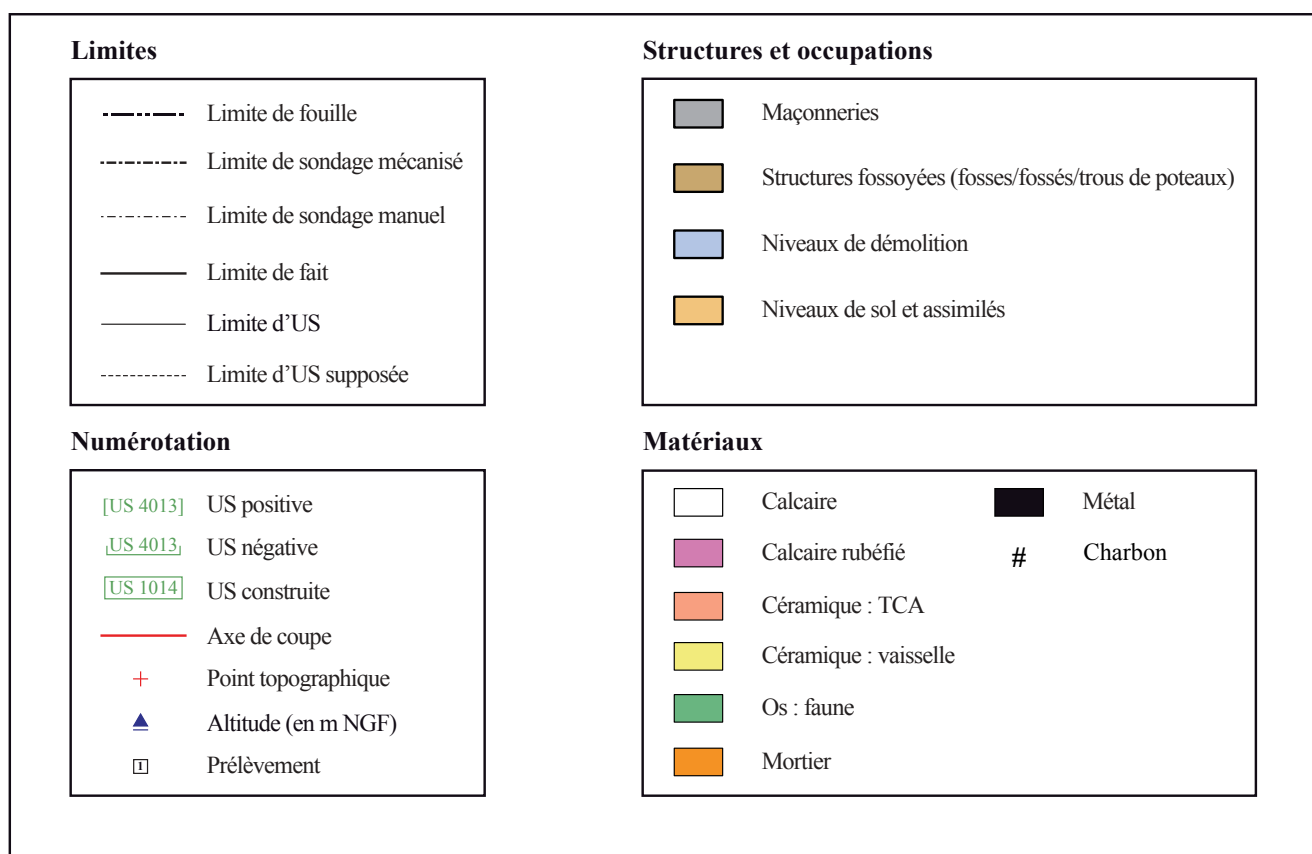 Limites
Limite de fouille
Limite de sondage mécanisé
Limite de sondage manuel
Limite de fait
Limite d’US
Limite d’US supposée
Structures et occupations
Maçonneries
Structures fossoyées (fosses/fossés/trous de poteaux)
Niveaux de démolition
Niveaux de sol et assimilés
Numérotation
[US 4013] US positive
US 4013 US négative
US 1014 US construite
Axe de coupe
Point topographique
Altitude (en m NGF)
1 Prélèvement
Matériaux
Calcaire
Calcaire rubéfié
Céramique : TCA
Céramique : vaisselle
Os : faune
Mortier
Métal
# Charbon